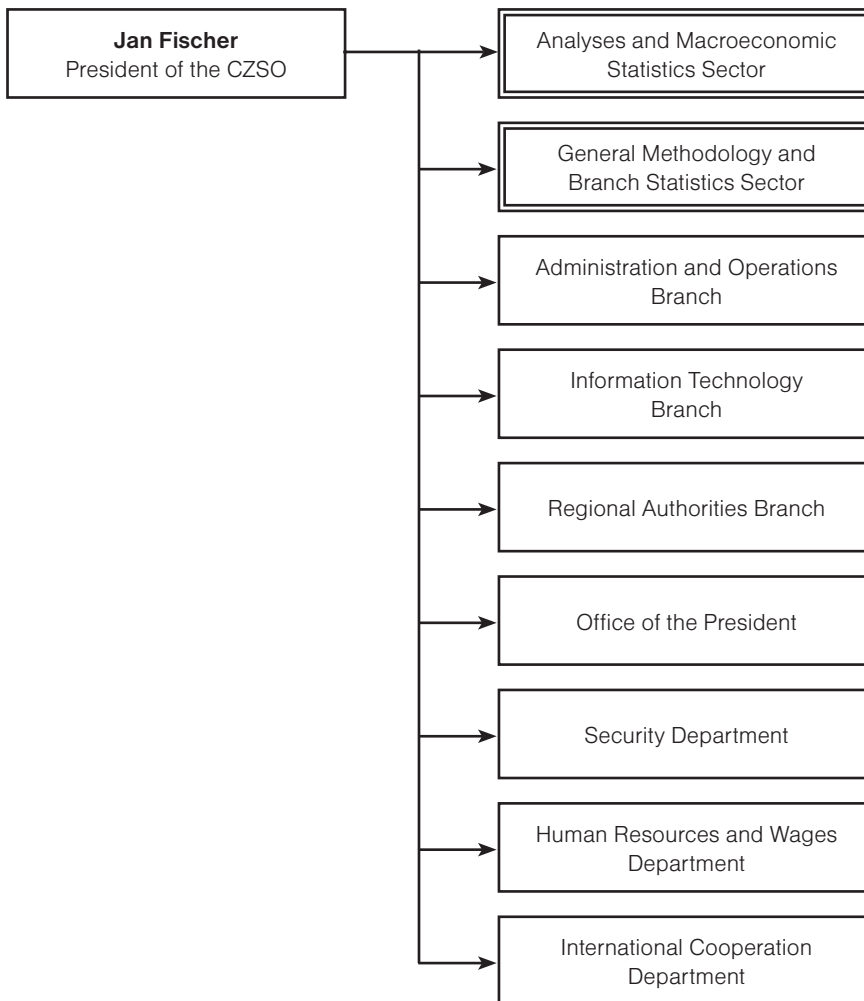 Jan Fischer
President of the CZSO
Analyses and Macroeconomic
Statistics Sector
General Methodology and
Branch Statistics Sector
Administration and Operations
Branch
Information Technology
Branch
Regional Authorities Branch
Office of the President
Security Department
Human Resources and Wages
Department
International Cooperation
Department